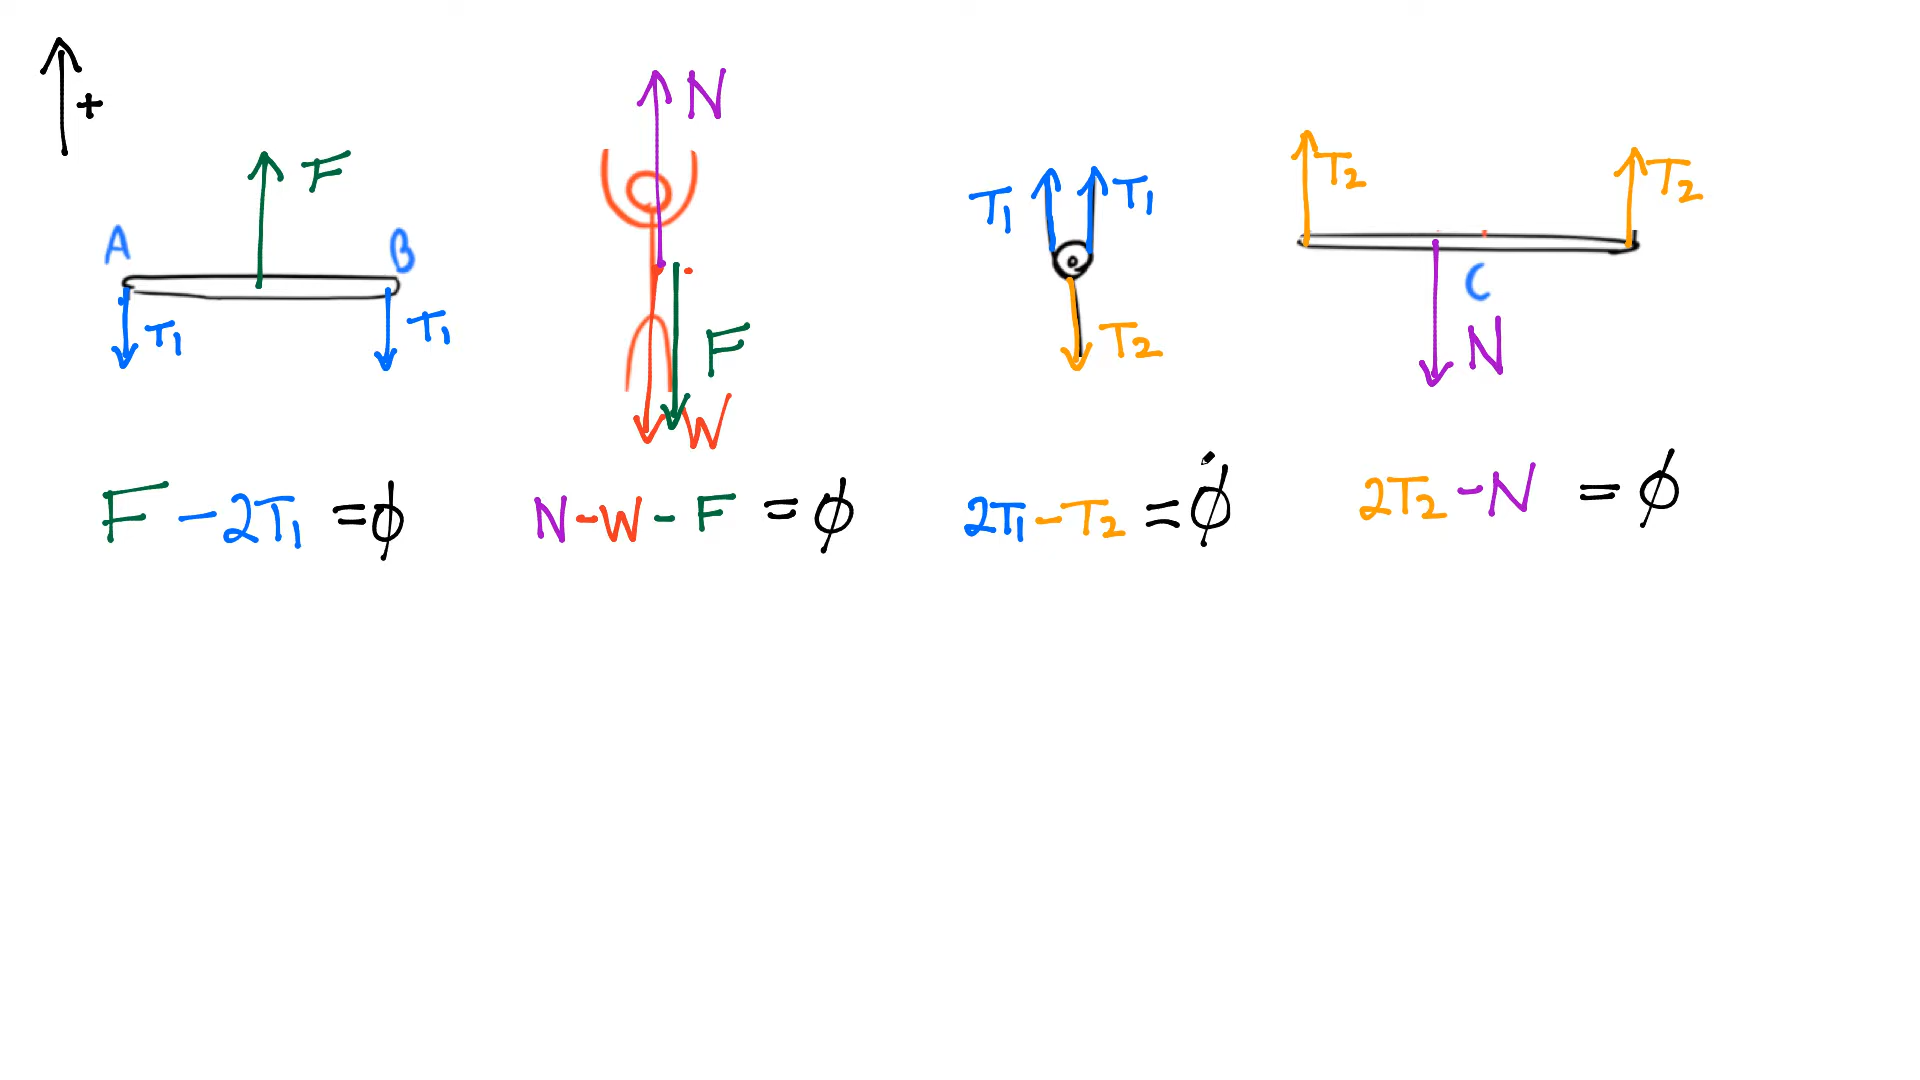 +
F
A
B
T1
T1
F - 2T1 = ϕ
N
F
W
N - W - F = ϕ
T1
T1
T2
2T1 - T2 = ϕ
T2
T2
C
N
2T2 - N = ϕ